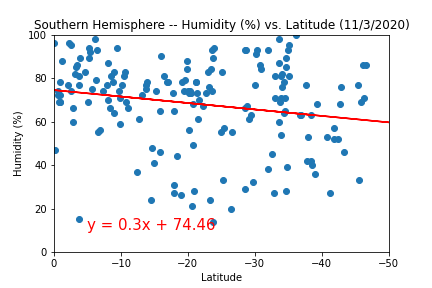 Southern Hemisphere -- Humidity (%) vs. Latitude (11/3/2020)
100
80
60
40
20
0
Humidity (%)
y = 0.3x + 74.46
0 −10 −20 −30 −40 −50
Latitude